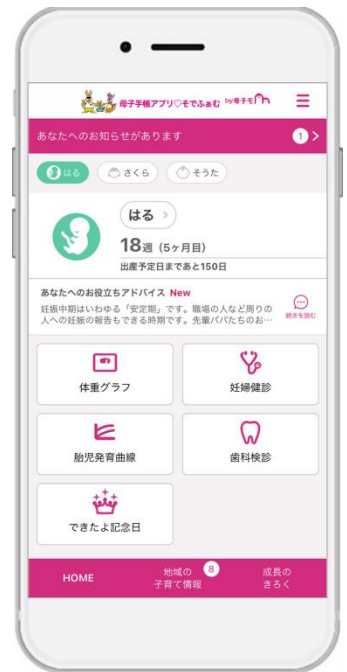 母子手帳アプリ♡そでふぁむ by母子モ
あなたへのお知らせがあります 1
はる さくら そうた
はる
18週 (5ヶ月目)
出産予定日まであと150日
あなたへのお役立ちアドバイス New
妊娠中期はいわゆる「安定期」です。職場の人など周りの
人への妊娠の報告もできる時期です。先輩パパたちのお…
続きを読む
体重グラフ 妊婦健診
胎児発育曲線 歯科検診
できたよ記念日
HOME 地域の 8 成長の
子育て情報 きろく